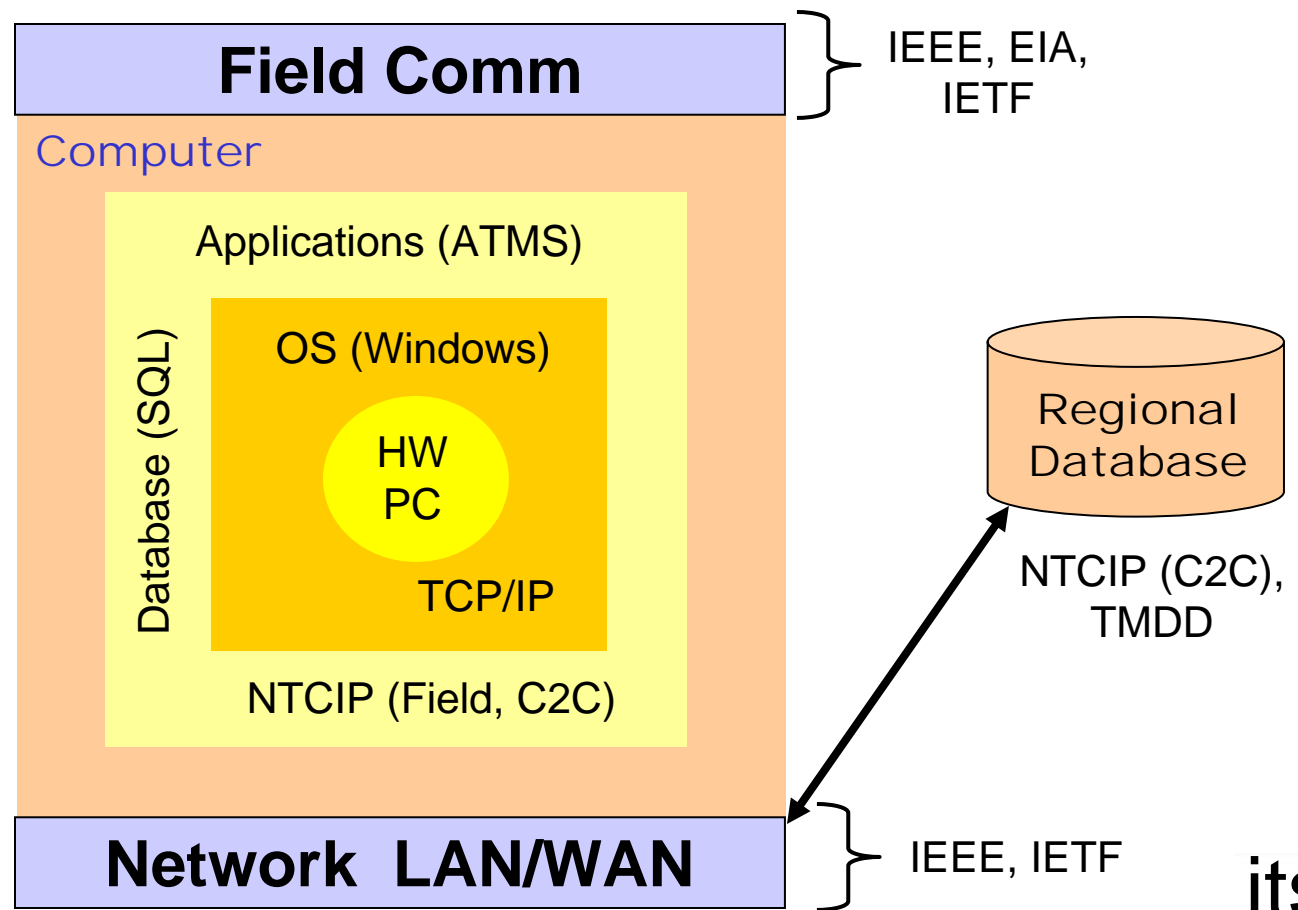 Field Comm
IEEE, EIA,
IETF
Computer
Applications (ATMS)
Database (SQL)
OS (Windows)
HW
PC
TCP/IP
NTCIP (Field, C2C)
Regional
Database
NTCIP (C2C),
TMDD
Network LAN/WAN
IEEE, IETF
its